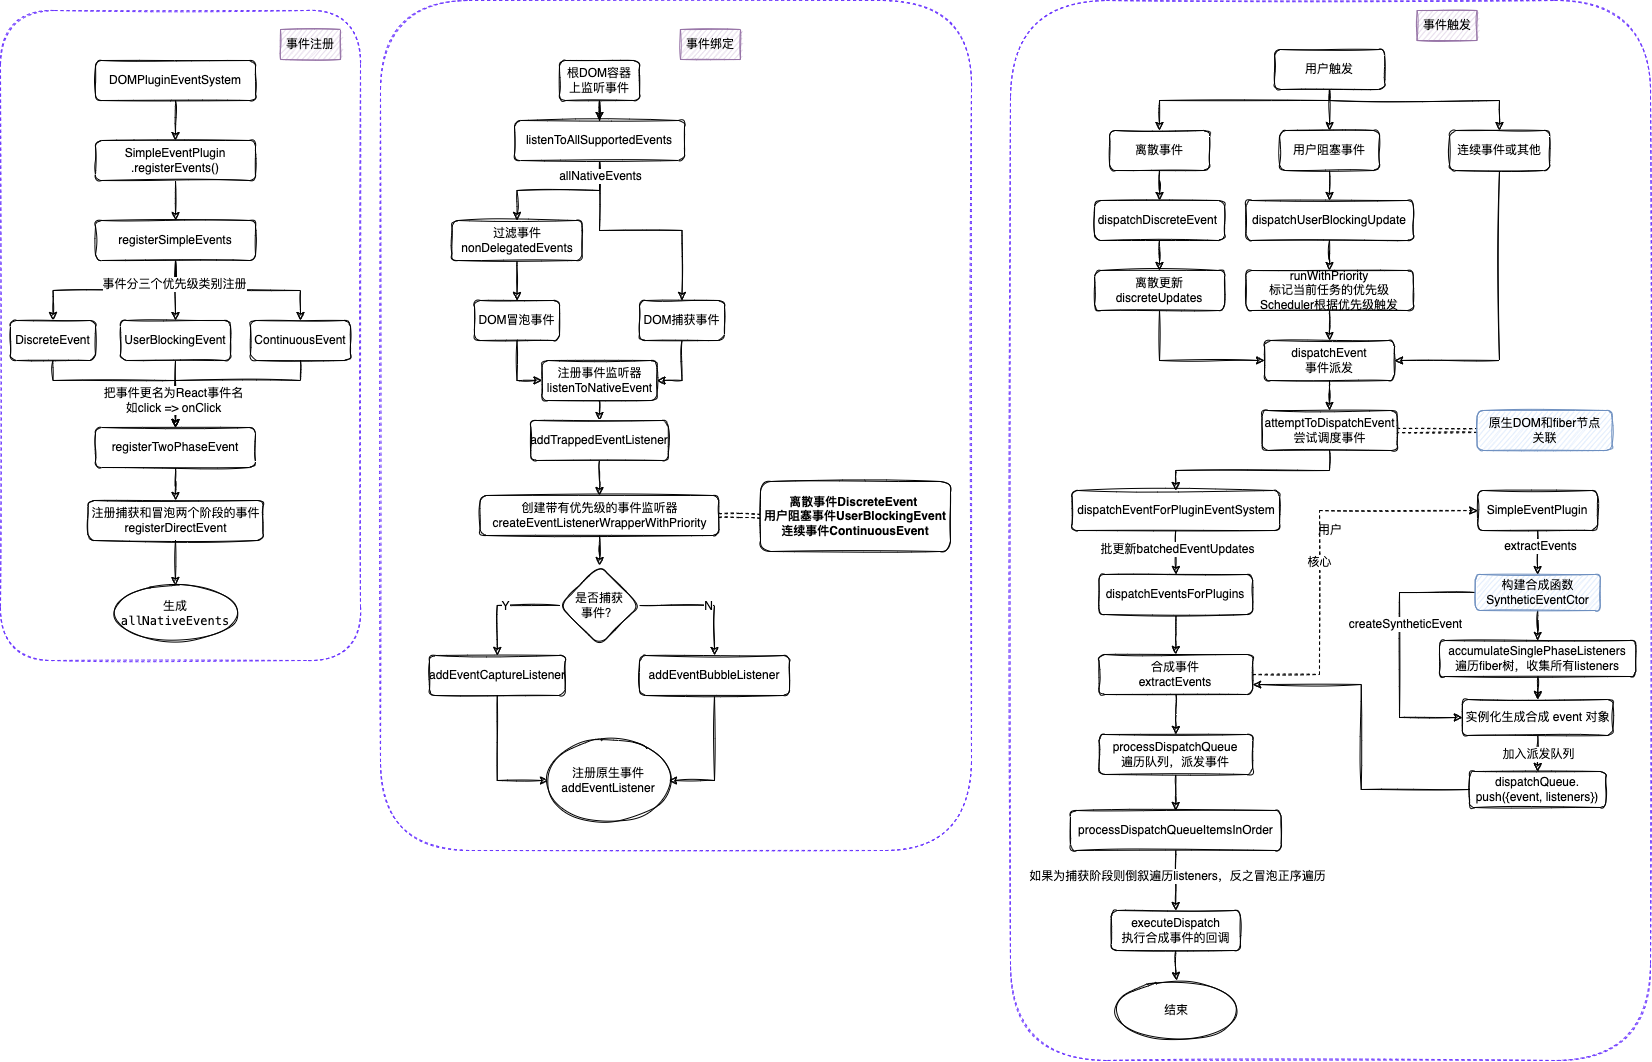 事件注册
DOMPluginEventSystem
SimpleEventPlugin
.registerEvents()
registerSimpleEvents
事件分三个优先级类别注册
DiscreteEvent
UserBlockingEvent
ContinuousEvent
把事件更名为React事件名
如click => onClick
registerTwoPhaseEvent
注册捕获和冒泡两个阶段的事件
registerDirectEvent
生成
allNativeEvents
事件绑定
根DOM容器
上监听事件
listenToAllSupportedEvents
allNativeEvents
过滤事件
nonDelegatedEvents
DOM冒泡事件
DOM捕获事件
注册事件监听器
listenToNativeEvent
addTrappedEventListener
创建带有优先级的事件监听器
createEventListenerWrapperWithPriority
离散事件DiscreteEvent
用户阻塞事件UserBlockingEvent
连续事件ContinuousEvent
是否捕获
事件?
Y
N
addEventCaptureListener
addEventBubbleListener
注册原生事件
addEventListener
事件触发
用户触发
离散事件
用户阻塞事件
连续事件或其他
dispatchDiscreteEvent
dispatchUserBlockingUpdate
离散更新
discreteUpdates
runWithPriority
标记当前任务的优先级
Scheduler根据优先级触发
dispatchEvent
事件派发
attemptToDispatchEvent
尝试调度事件
原生DOM和fiber节点
关联
dispatchEventForPluginEventSystem
批更新batchedEventUpdates
dispatchEventsForPlugins
合成事件
extractEvents
用户
核心
SimpleEventPlugin
extractEvents
构建合成函数
SyntheticEventCtor
createSyntheticEvent
accumulateSinglePhaseListeners
遍历fiber树，收集所有listeners
实例化生成合成 event 对象
加入派发队列
dispatchQueue.
push({event, listeners})
processDispatchQueue
遍历队列，派发事件
processDispatchQueueItemsInOrder
如果为捕获阶段则倒叙遍历listeners，反之冒泡正序遍历
executeDispatch
执行合成事件的回调
结束